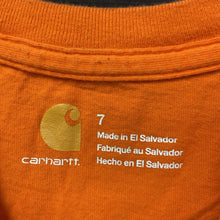 7
Made in El Salvador
Fabriqué au Salvador
Hecho en El Salvador
carhartt.